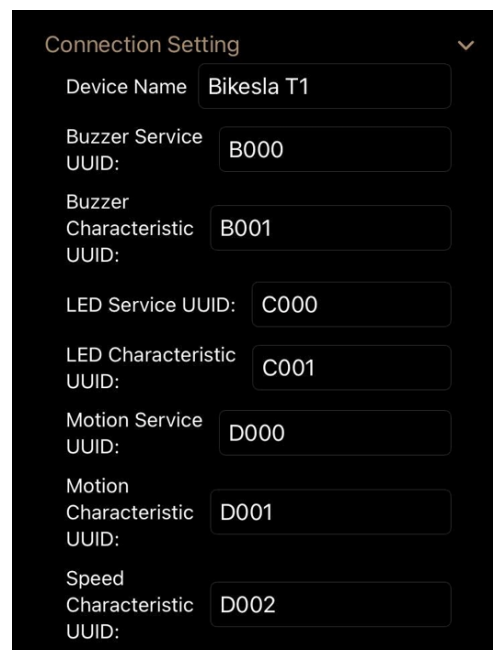 Connection Setting
Device Name Bikesla T1
Buzzer Service
UUID:
B000
Buzzer
Characteristic
UUID:
B001
LED Service UUID: C000
LED Characteristic
UUID:
C001
Motion Service
UUID:
D000
Motion
Characteristic
UUID:
D001
Speed
Characteristic
UUID:
D002